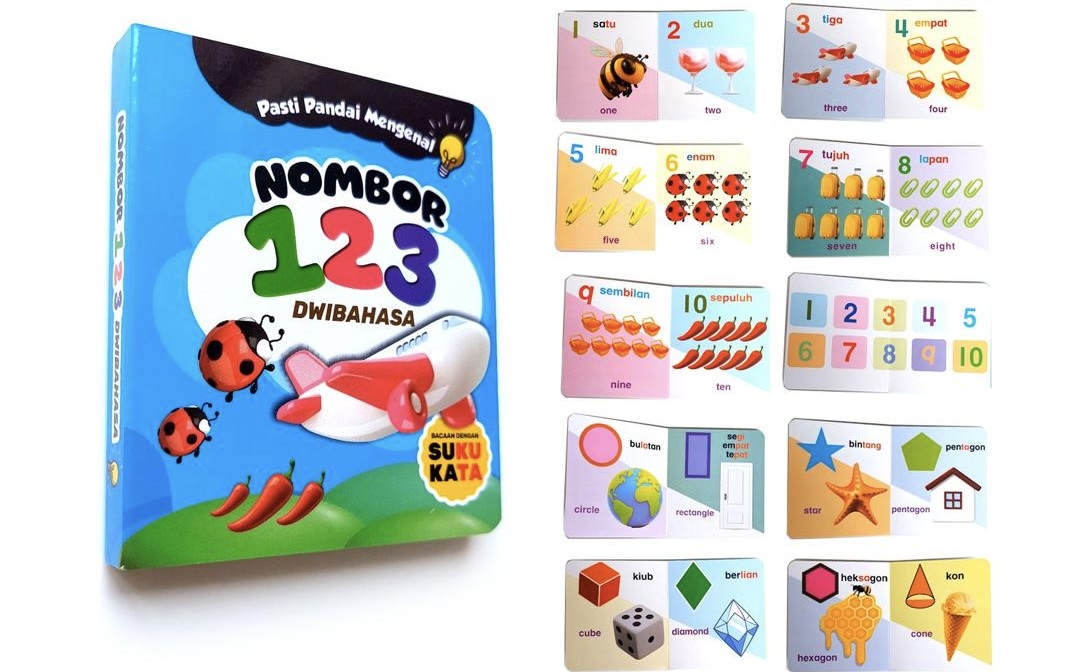 Pasti Pandai Mengenal
NOMBOR
123
DWIBAHASA
BACAAN DENGAN
SUKU
KATA
NOMBOR 1 2 3 DWIBAHASA
1 satu
one
2 dua
two
3 tiga
three
4 empat
four
5 lima
five
6 enam
six
7 tujuh
seven
8 lapan
eight
9 sembilan
nine
10 sepuluh
ten
1 2 3 4 5
6 7 8 9 10
bulatan
circle
segi
empat
tepat
rectangle
bintang
star
pentagon
pentagon
kiub
cube
berlian
diamond
heksagon
hexagon
kon
cone